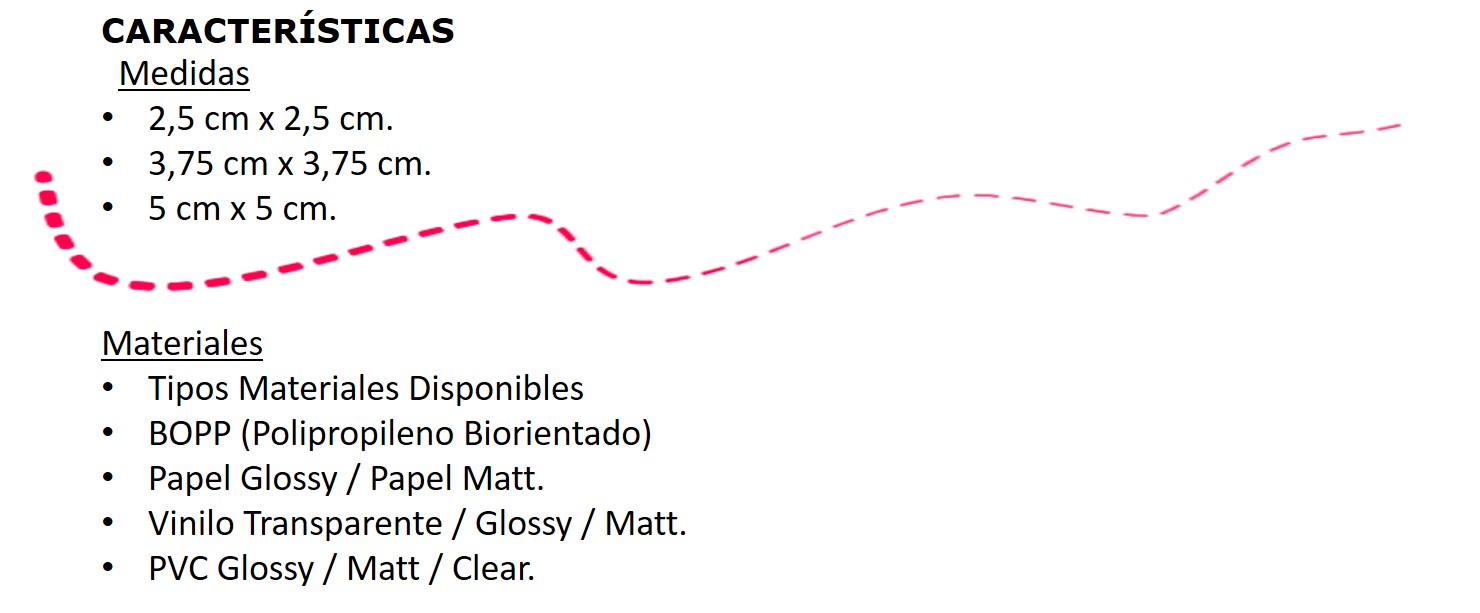 CARACTERÍSTICAS
Medidas
• 2,5 cm x 2,5 cm.
• 3,75 cm x 3,75 cm.
• 5 cm x 5 cm.
Materiales
• Tipos Materiales Disponibles
• BOPP (Polipropileno Biorientado)
• Papel Glossy / Papel Matt.
• Vinilo Transparente / Glossy / Matt.
• PVC Glossy / Matt / Clear.